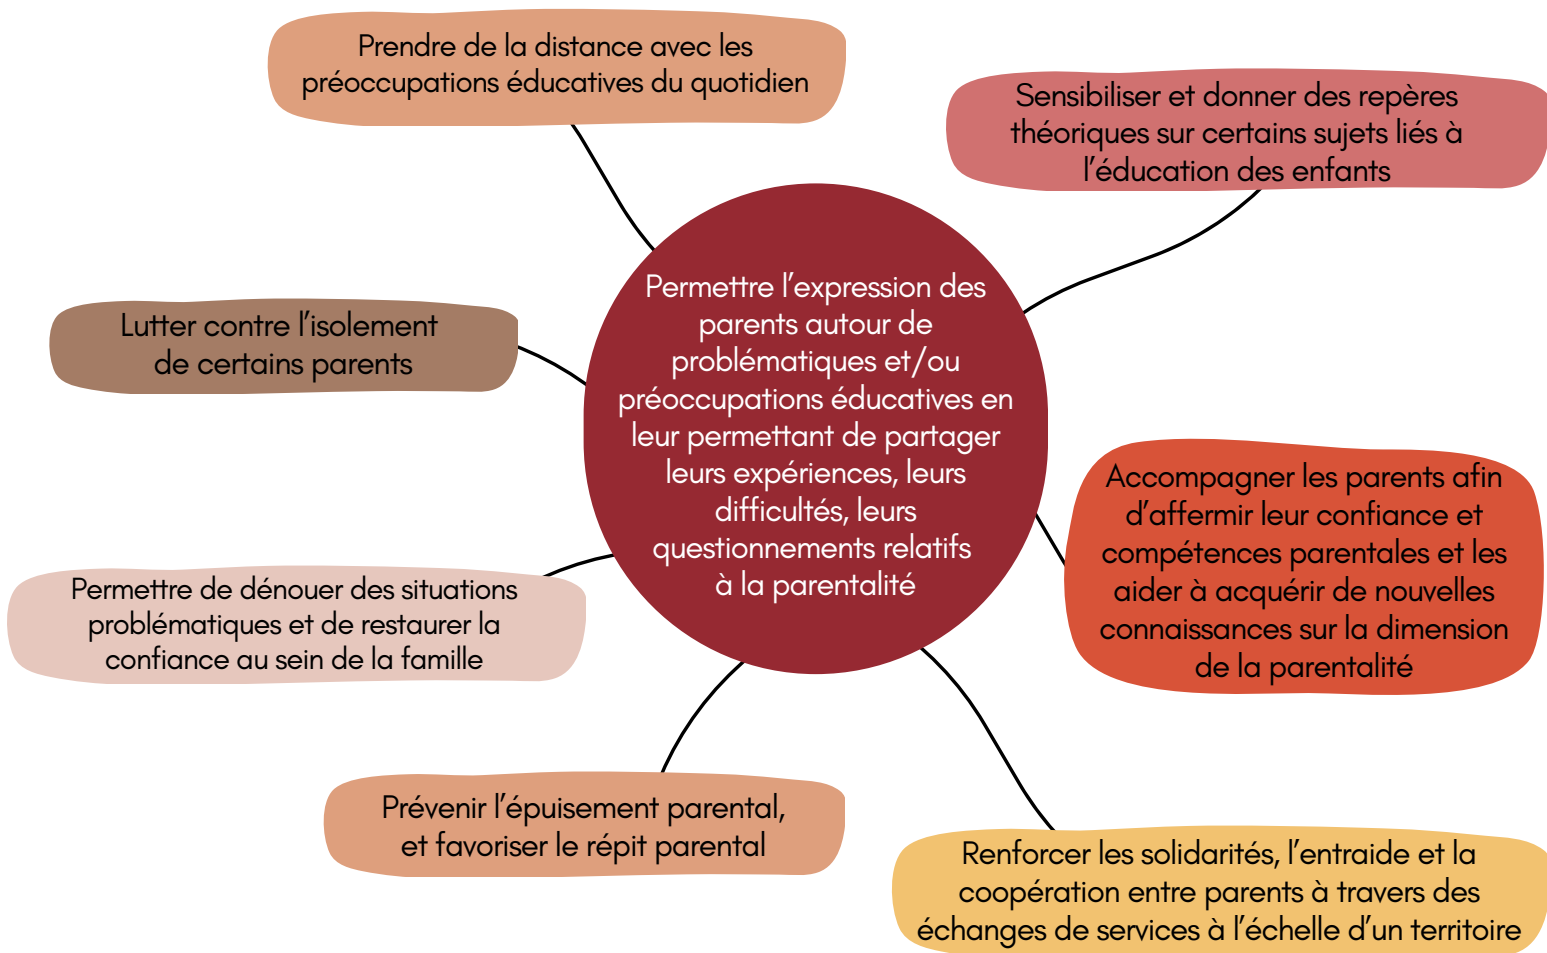 Prendre de la distance avec les
préoccupations éducatives du quotidien
Sensibiliser et donner des repères
théoriques sur certains sujets liés à
l’éducation des enfants
Permettre l’expression des
parents autour de
problématiques et/ou
préoccupations éducatives en
leur permettant de partager
leurs expériences, leurs
difficultés, leurs
questionnements relatifs
à la parentalité
Lutter contre l’isolement
de certains parents
Accompagner les parents afin
d’affermir leur confiance et
compétences parentales et les
aider à acquérir de nouvelles
connaissances sur la dimension
de la parentalité
Permettre de dénouer des situations
problématiques et de restaurer la
confiance au sein de la famille
Prévenir l’épuisement parental,
et favoriser le répit parental
Renforcer les solidarités, l’entraide et la
coopération entre parents à travers des
échanges de services à l’échelle d’un territoire